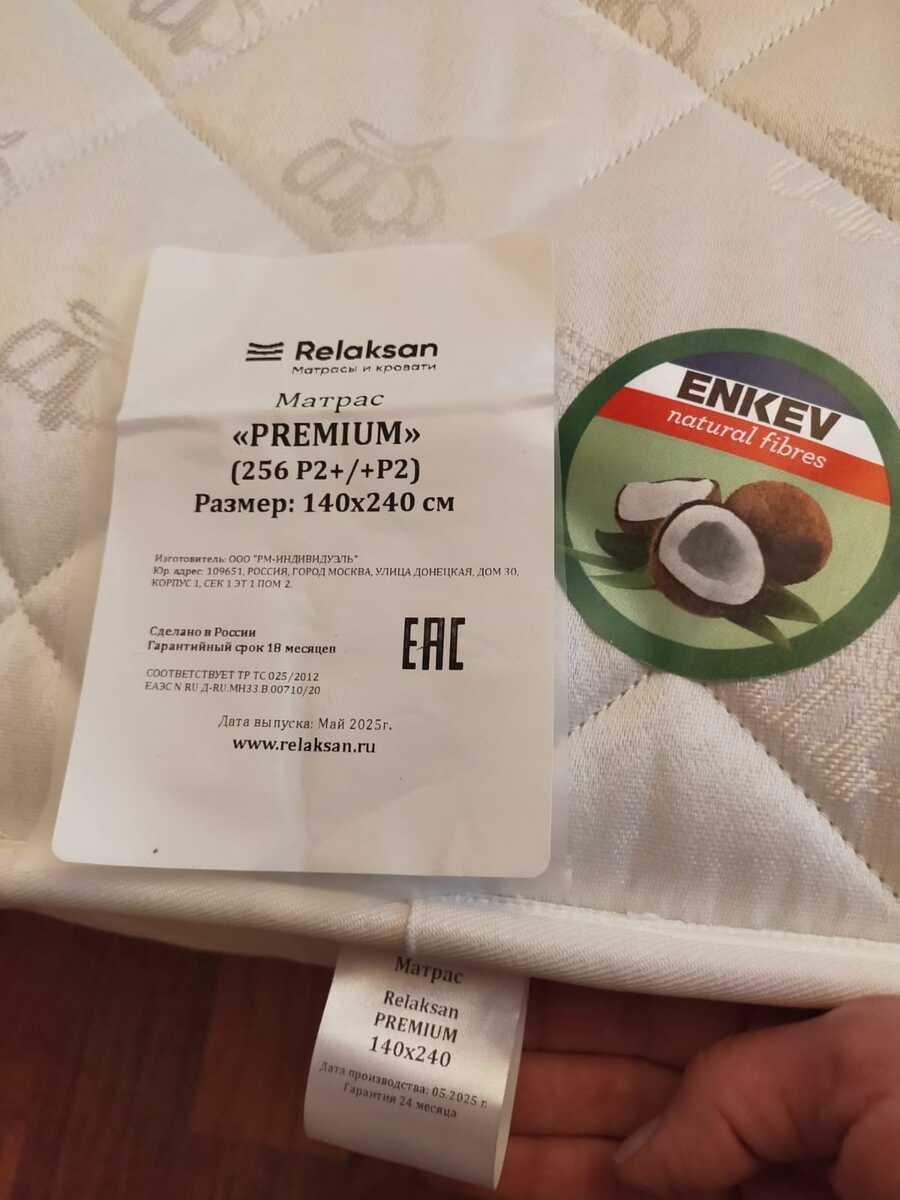 Relaksan
Матрасы и кровати
Матрас
«PREMIUM»
(256 P2+/+P2)
Размер: 140х240 см
Изготовитель: ООО "РМ-ИНДИВИДУЭЛЬ"
Юр. адрес: 109651, РОССИЯ, ГОРОД МОСКВА, УЛИЦА ДОНЕЦКАЯ, ДОМ 30,
КОРПУС 1, СЕК 1 ЭТ 1 ПОМ 2.
Сделано в России
Гарантийный срок 18 месяцев
EAC
СООТВЕТСТВУЕТ ТР ТС 025/2012
ЕАЭС N RU Д-RU.МН33.В.00710/20
Дата выпуска: Май 2025г.
www.relaksan.ru
ENKEV
natural fibres
Матрас
Relaksan
PREMIUM
140x240
Дата производства: 05.2025 г.
Гарантии 24 месяца